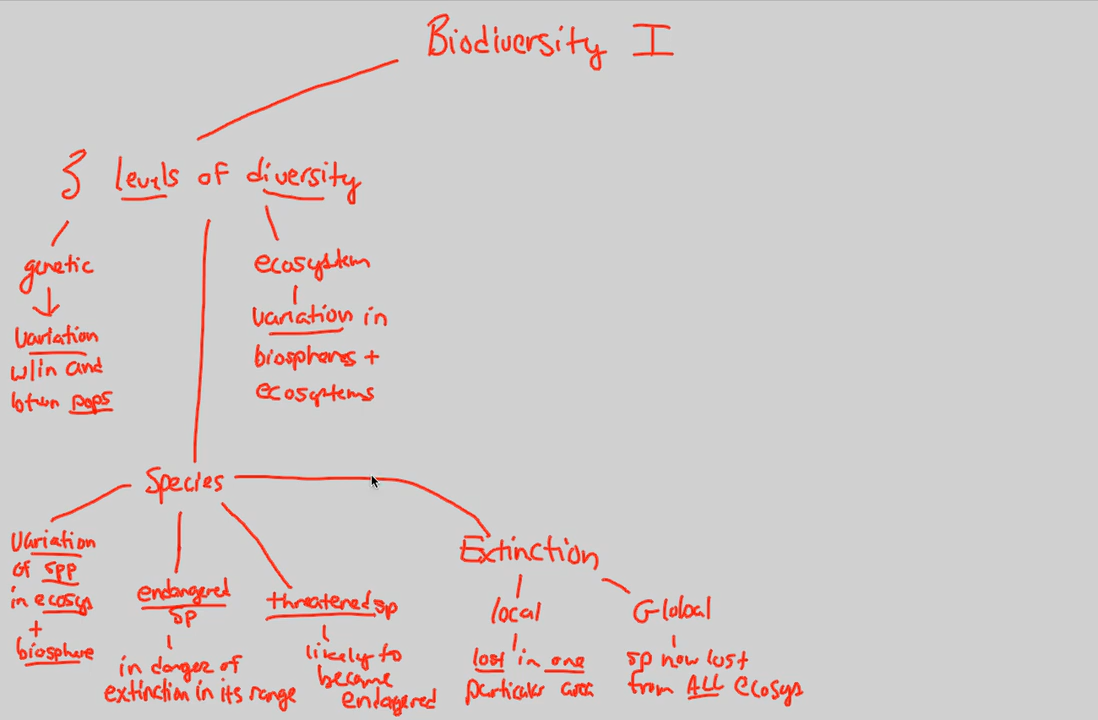 Biodiversity I
3 levels of diversity
genetic
variation
w/in and
btwn pops
ecosystem
variation in
biospheres +
ecosystems
Species
Variation
of spp
in ecosys
+
biosphere
endangered
sp
in danger of
extinction in its range
threatened sp
likely to
become
endagered
Extinction
local
lost in one
particular area
Global
sp now lost
from ALL ecosys